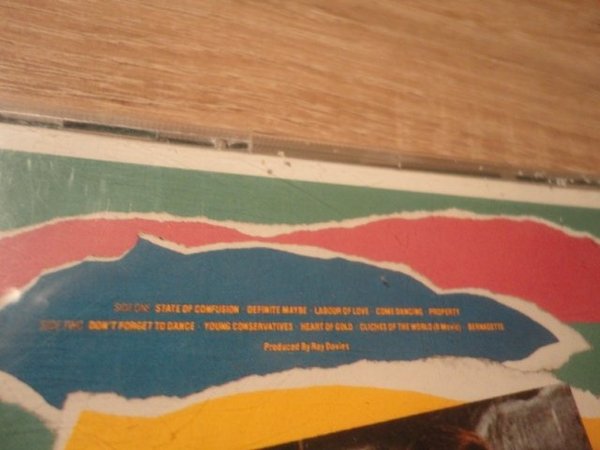 SIDE ONE STATE OF CONFUSION · DEFINITE MAYBE · LABOUR OF LOVE · COME DANCING · PROPERTY
SIDE TWO DON'T FORGET TO DANCE · YOUNG CONSERVATIVES · HEART OF GOLD · CLICHES OF THE WORLD (B Movie) · BERNADETTE
Produced By Ray Davies